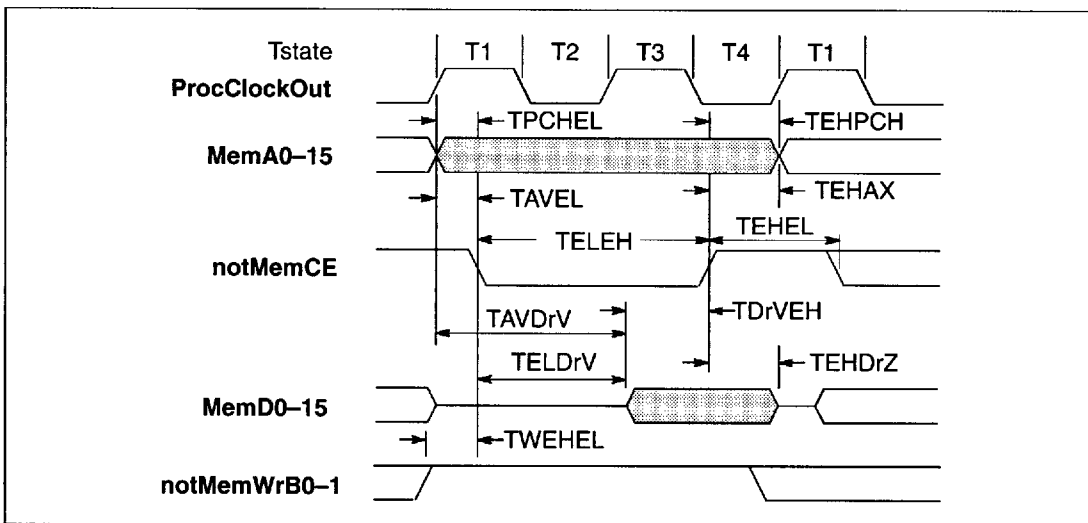 Tstate T1 T2 T3 T4 T1
ProcClockOut
TPCHEL TEHPCH
MemA0–15
TAVEL TEHAX
TELEH TEHEL
notMemCE
TAVDrV TDrVEH
TELDrV TEHDrZ
MemD0–15
TWEHEL
notMemWrB0–1